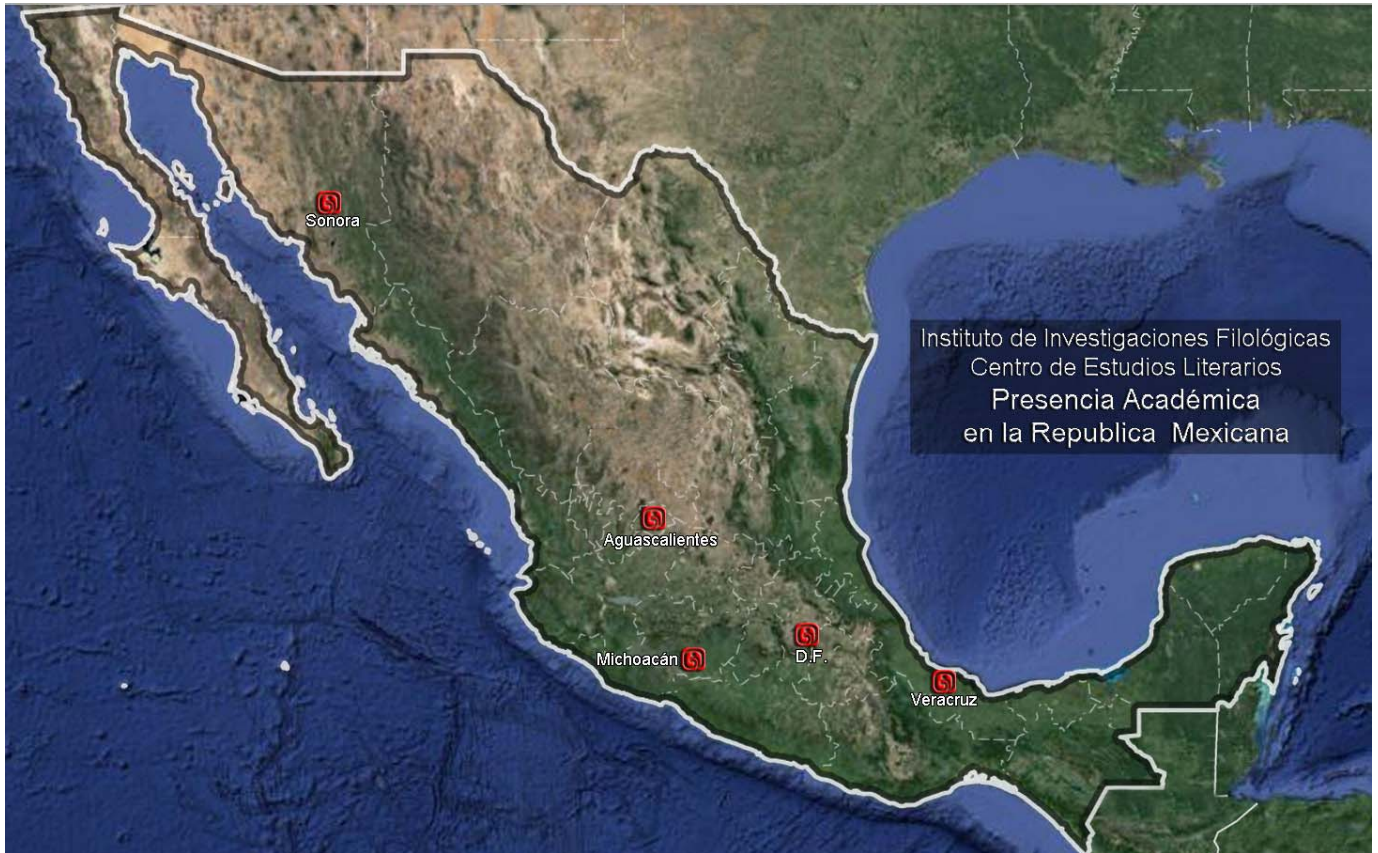 Sonora
Instituto de Investigaciones Filológicas
Centro de Estudios Literarios
Presencia Académica
en la Republica Mexicana
Aguascalientes
Michoacán
D.F.
Veracruz